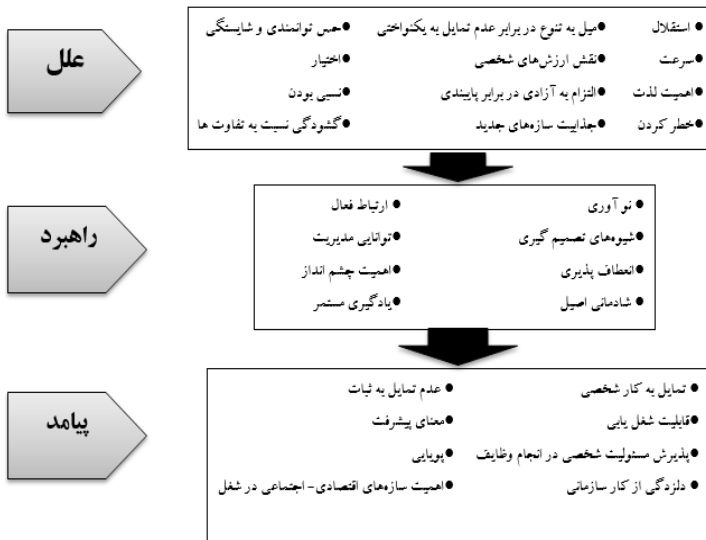 علل
● استقلال ●میل به تنوع در برابر عدم تمایل به یکنواختی ●حس توانمندی و شایستگی
●سرعت ●نقش ارزش‌های شخصی ●اختیار
● اهمیت لذت ●التزام به آزادی در برابر پایبندی ●نسبی بودن
● خطر کردن ●جذابیت سازه‌های جدید ●گشودگی نسبت به تفاوت ها
راهبرد
● نو آوری ● ارتباط فعال
●شیوه‌های تصمیم گیری ●توانایی مدیریت
●انعطاف پذیری ●اهمیت چشم انداز
● شادمانی اصیل ●یادگیری مستمر
پیامد
● تمایل به کار شخصی ● عدم تمایل به ثبات
●قابلیت شغل یابی ●معنای پیشرفت
●پذیرش مسئولیت شخصی در انجام وظایف ●پویایی
● دلزدگی از کار سازمانی ●اهمیت سازه‌های اقتصادی- اجتماعی در شغل